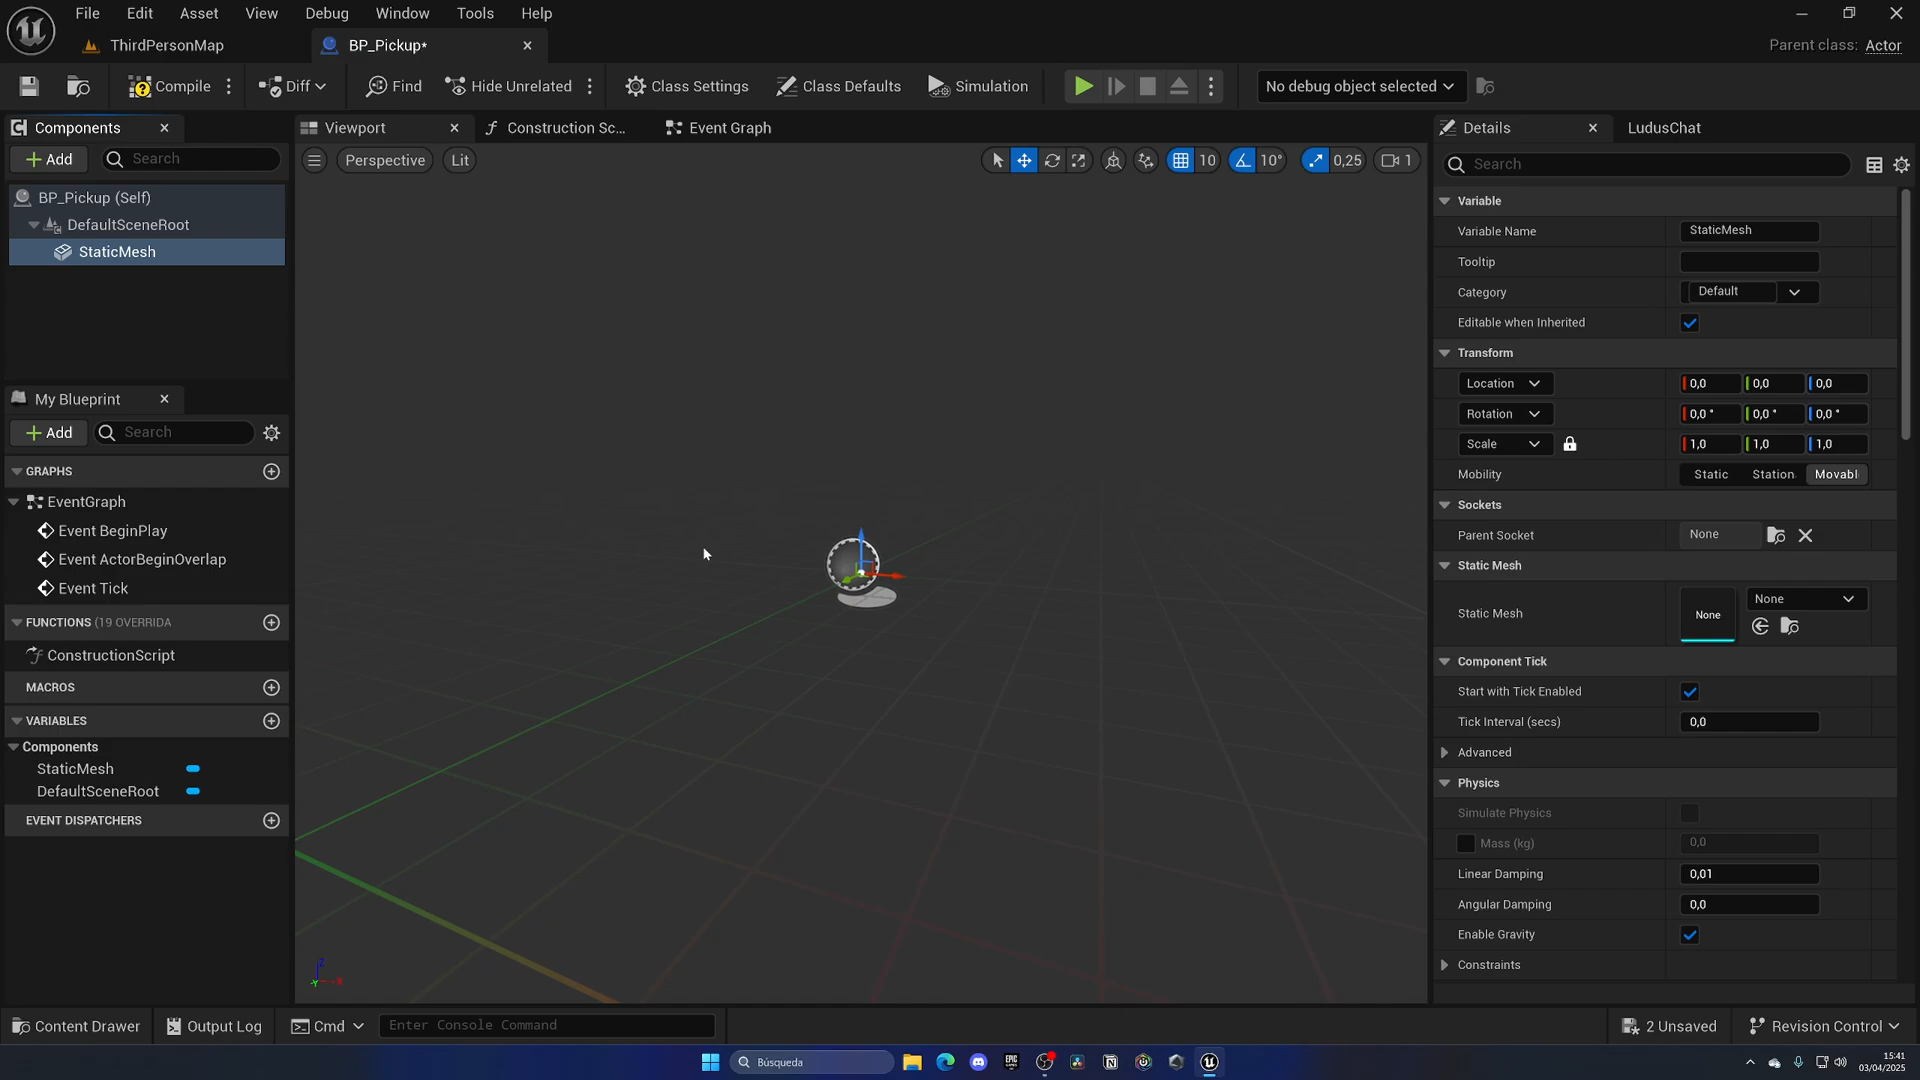 File Edit Asset View Debug Window Tools Help
ThirdPersonMap
BP_Pickup*
Parent class: Actor
Compile
Diff
Find
Hide Unrelated
Class Settings
Class Defaults
Simulation
No debug object selected
Components
Add
Search
BP_Pickup (Self)
DefaultSceneRoot
StaticMesh
My Blueprint
Add
Search
GRAPHS
EventGraph
Event BeginPlay
Event ActorBeginOverlap
Event Tick
FUNCTIONS (19 OVERRIDA
ConstructionScript
MACROS
VARIABLES
Components
StaticMesh
DefaultSceneRoot
EVENT DISPATCHERS
Viewport
Construction Sc...
Event Graph
Perspective
Lit
10
10°
0,25
1
Z
X
Y
Details
LudusChat
Search
Variable
Variable Name
StaticMesh
Tooltip
Category
Default
Editable when Inherited
Transform
Location
0,0 0,0 0,0
Rotation
0,0 ° 0,0 ° 0,0 °
Scale
1,0 1,0 1,0
Mobility
Static Station Movabl
Sockets
Parent Socket
None
Static Mesh
Static Mesh
None
None
Component Tick
Start with Tick Enabled
Tick Interval (secs)
0,0
Advanced
Physics
Simulate Physics
Mass (kg)
0,0
Linear Damping
0,01
Angular Damping
0,0
Enable Gravity
Constraints
Content Drawer
Output Log
Cmd
Enter Console Command
2 Unsaved
Revision Control
Búsqueda
EPIC
15:41
03/04/2025